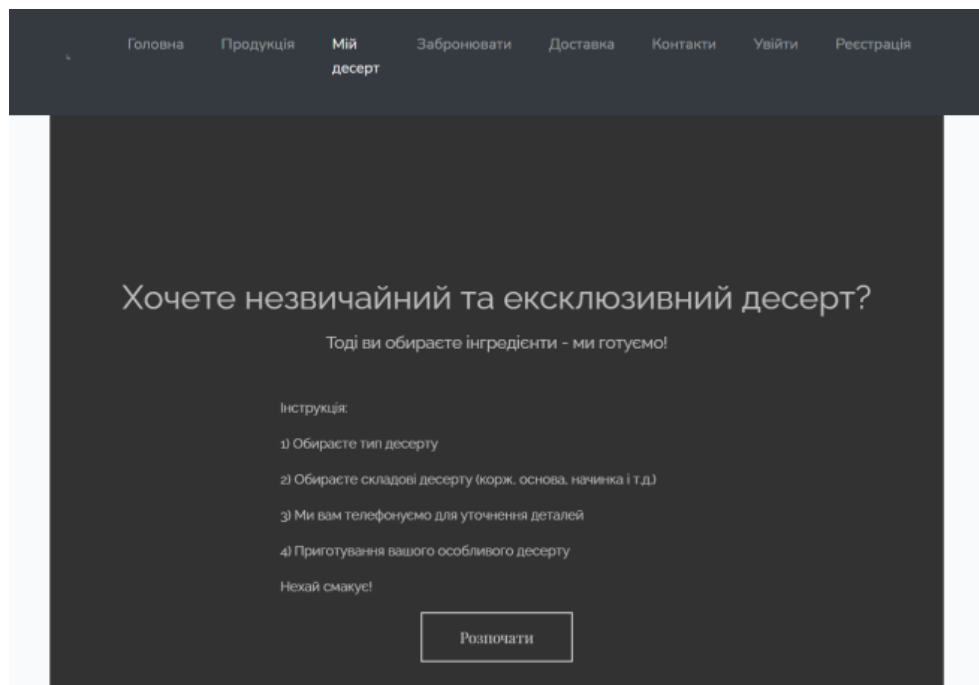 Головна Продукція Мій десерт Забронювати Доставка Контакти Увійти Реєстрація
Хочете незвичайний та ексклюзивний десерт?
Тоді ви обираєте інгредієнти - ми готуємо!
Інструкція:
1) Обираєте тип десерту
2) Обираєте складові десерту (корж, основа, начинка і т.д.)
3) Ми вам телефонуємо для уточнення деталей
4) Приготування вашого особливого десерту
Нехай смакує!
Розпочати